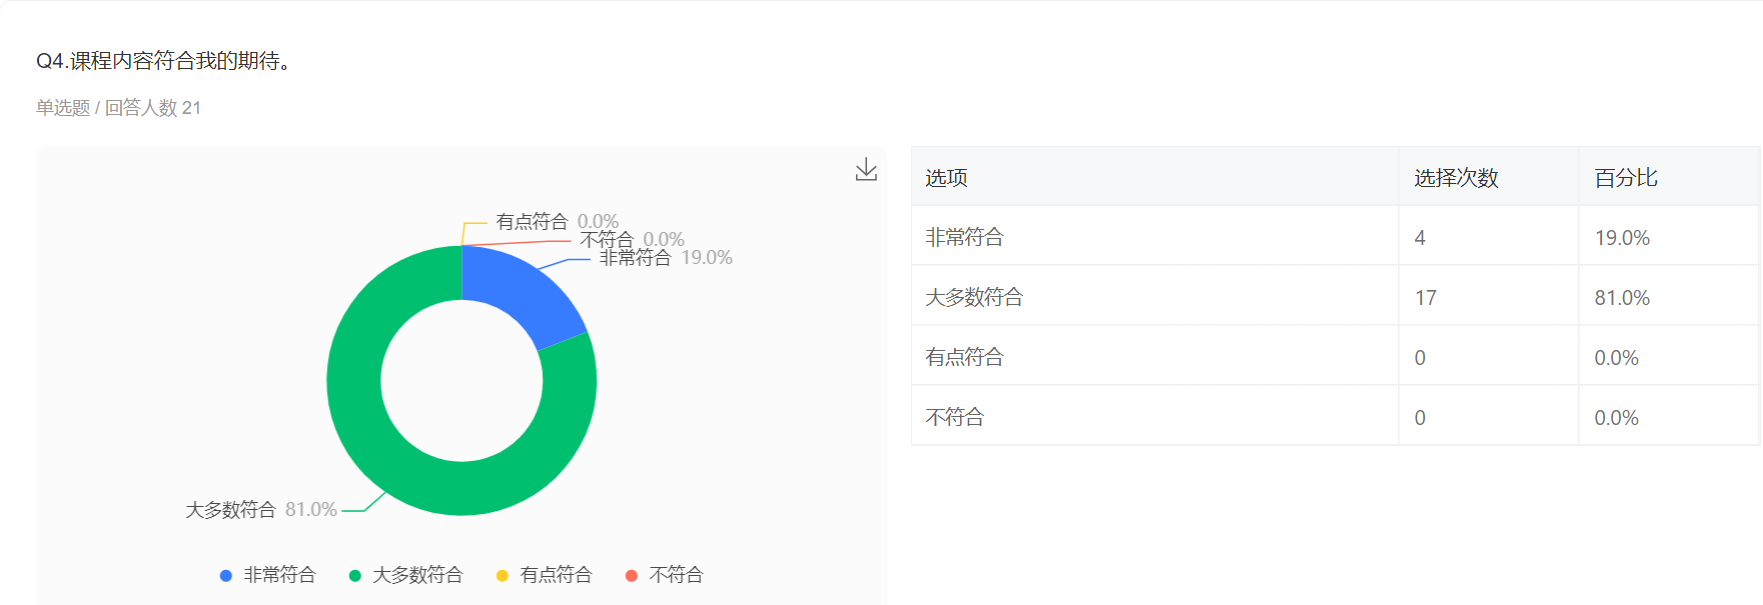 Q4.课程内容符合我的期待。
单选题 / 回答人数 21
有点符合 0.0%
不符合 0.0%
非常符合 19.0%
大多数符合 81.0%
非常符合 大多数符合 有点符合 不符合
选项 选择次数 百分比
非常符合 4 19.0%
大多数符合 17 81.0%
有点符合 0 0.0%
不符合 0 0.0%